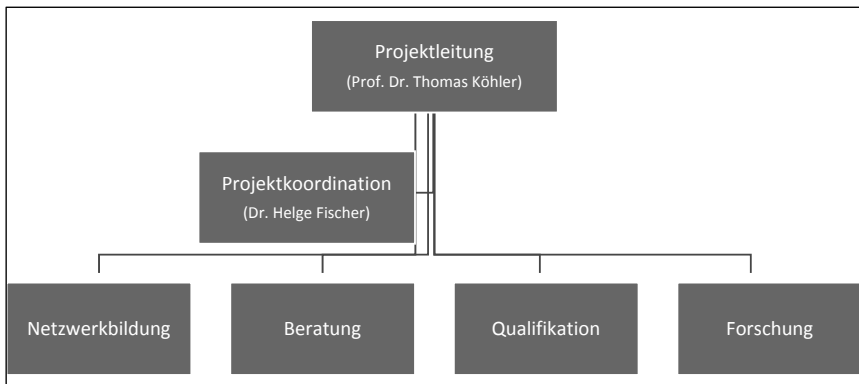 Projektleitung
(Prof. Dr. Thomas Köhler)
Projektkoordination
(Dr. Helge Fischer)
Netzwerkbildung
Beratung
Qualifikation
Forschung